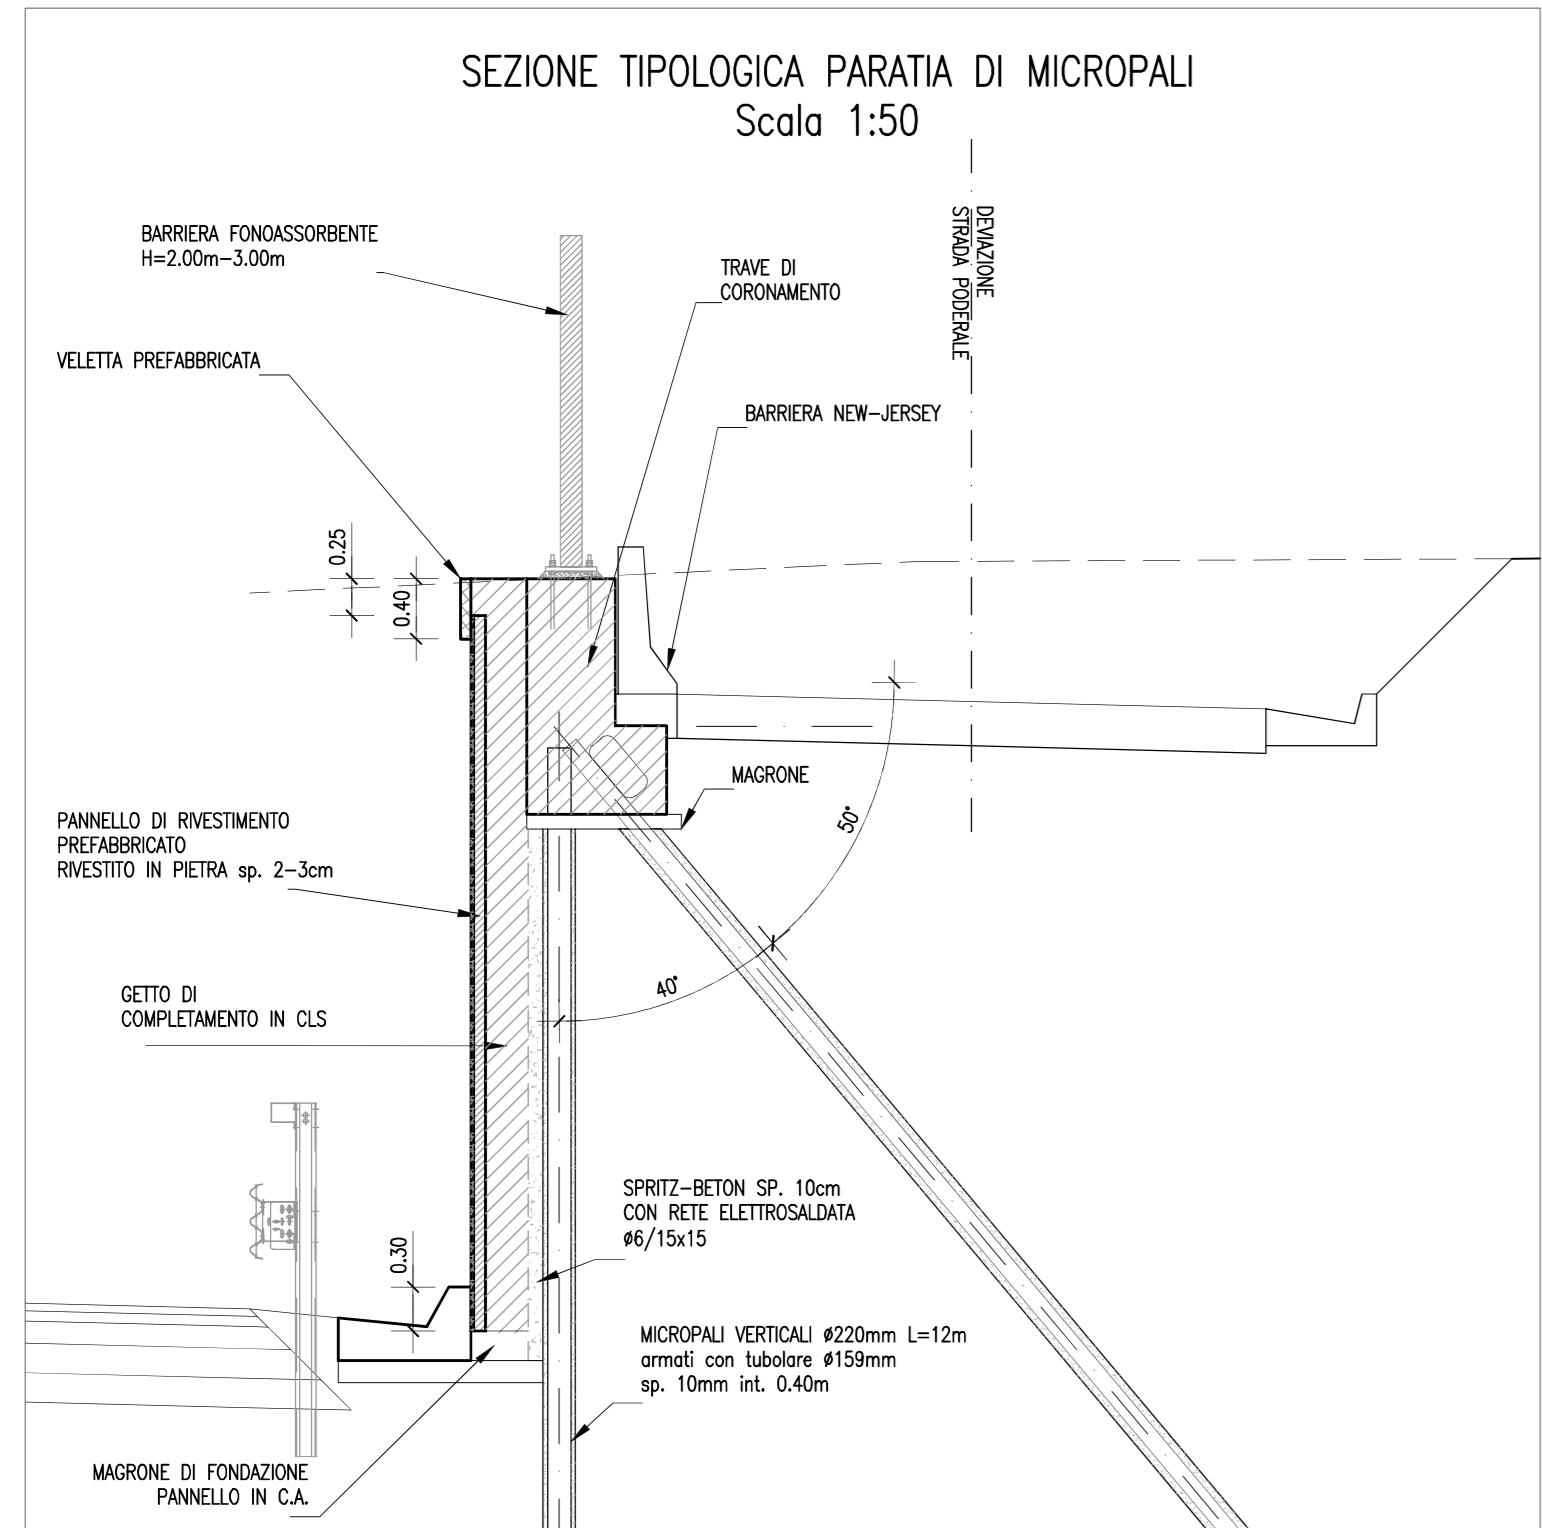 SEZIONE TIPOLOGICA PARATIA DI MICROPALI
Scala 1:50
DEVIAZIONE
STRADA PODERALE
BARRIERA FONOASSORBENTE
H=2.00m-3.00m
TRAVE DI
CORONAMENTO
VELETTA PREFABBRICATA
BARRIERA NEW-JERSEY
0.25
0.40
MAGRONE
50°
PANNELLO DI RIVESTIMENTO
PREFABBRICATO
RIVESTITO IN PIETRA sp. 2-3cm
40°
GETTO DI
COMPLETAMENTO IN CLS
SPRITZ-BETON SP. 10cm
CON RETE ELETTROSALDATA
ø6/15x15
0.30
MICROPALI VERTICALI ø220mm L=12m
armati con tubolare ø159mm
sp. 10mm int. 0.40m
MAGRONE DI FONDAZIONE
PANNELLO IN C.A.